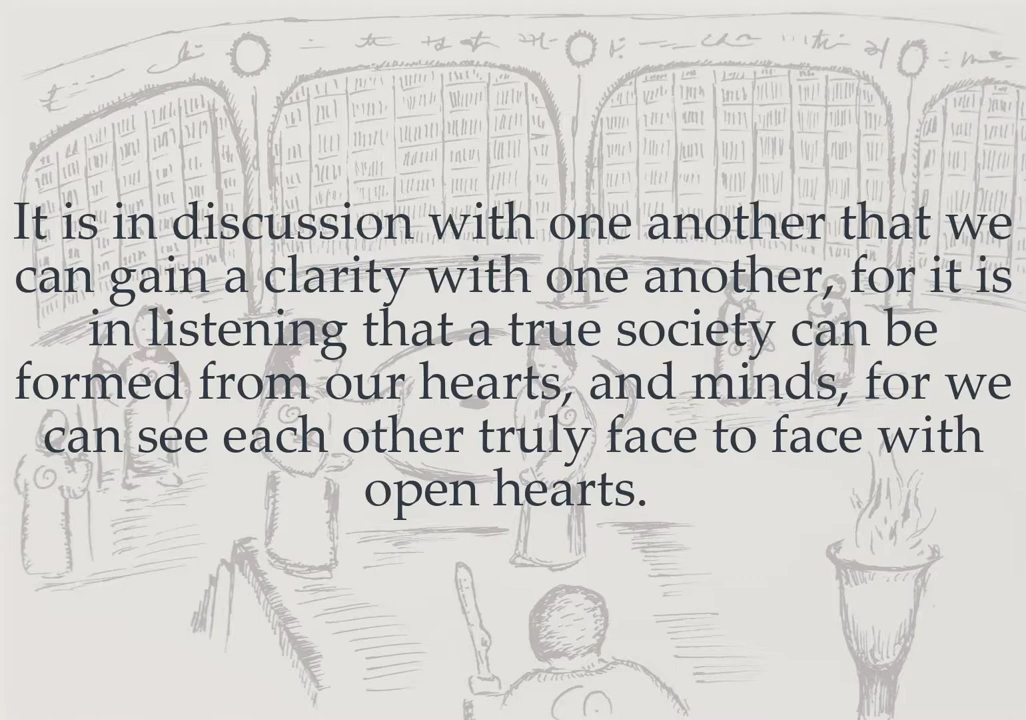 It is in discussion with one another that we
can gain a clarity with one another, for it is
in listening that a true society can be
formed from our hearts, and minds, for we
can see each other truly face to face with
open hearts.